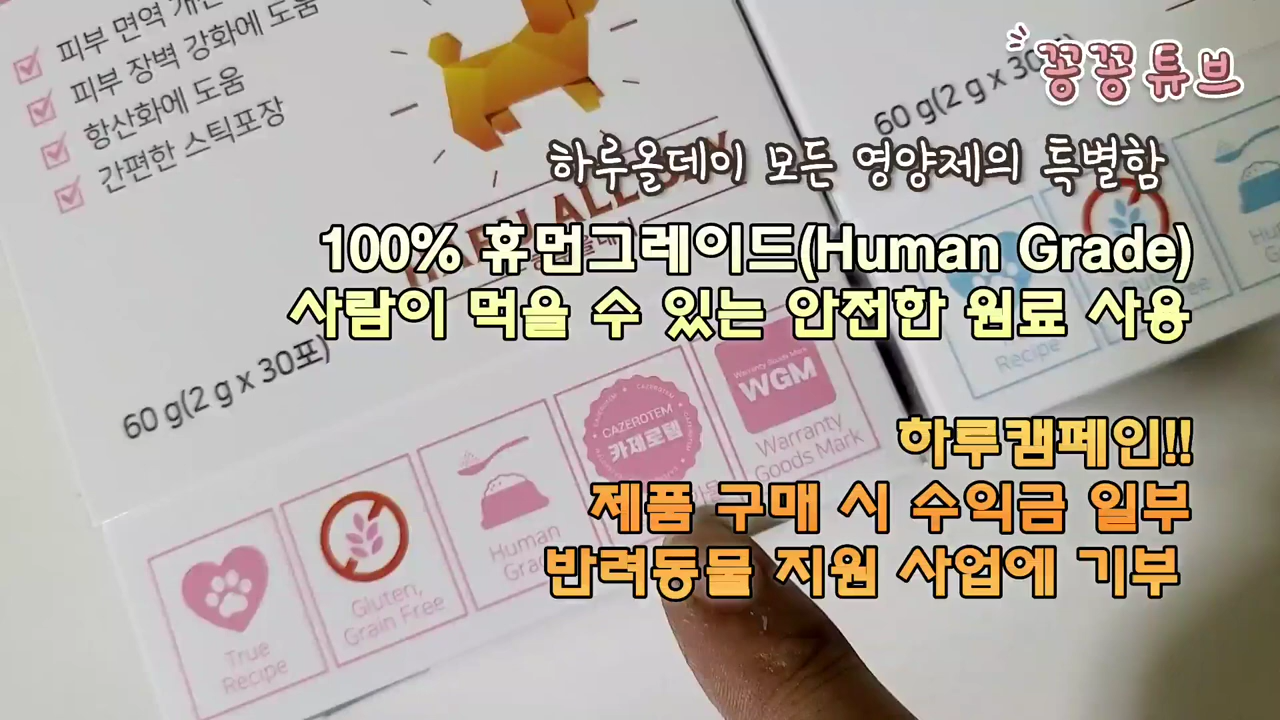 피부 면역 개선
피부 장벽 강화에 도움
항산화에 도움
간편한 스틱포장
꽁꽁튜브
60 g(2 g x 30
하루올데이 모든 영양제의 특별함
100% 휴먼그레이드(Human Grade)
사람이 먹을 수 있는 안전한 원료 사용
60 g(2 g x 30포)
하루캠페인!!
제품 구매 시 수익금 일부
반려동물 지원 사업에 기부
True
Recipe
Gluten,
Grain Free
Human
CAZEROTEM
카제로템
Warranty Goods Mark
WGM
Warranty
Goods Mark
Recipe